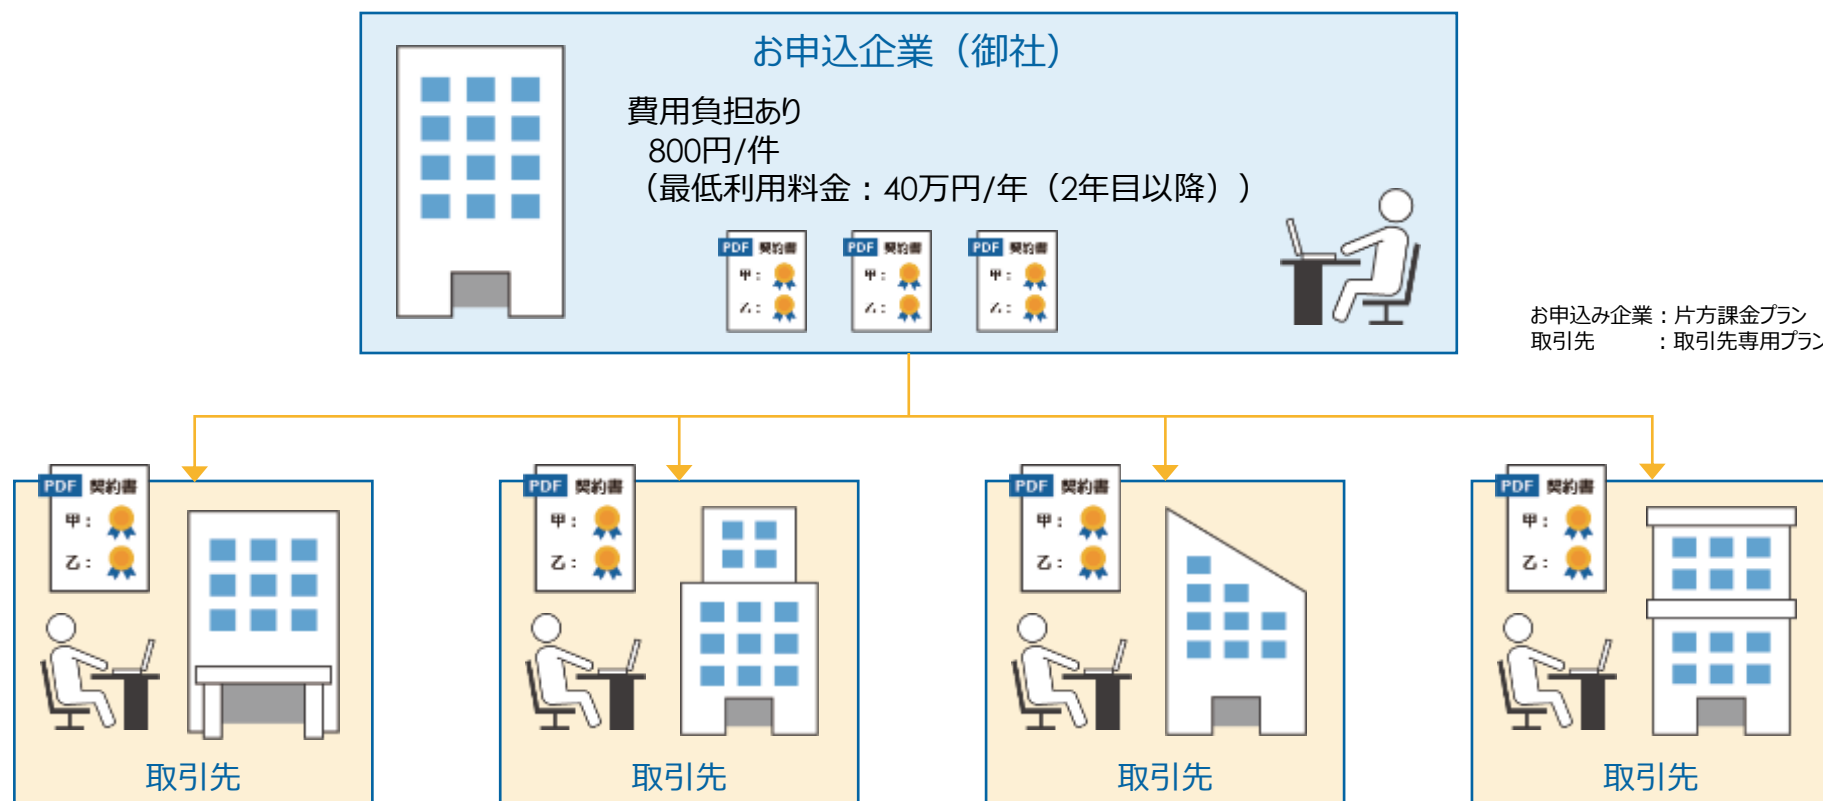 お申込企業（御社）
費用負担あり
800円/件
（最低利用料金：40万円/年（2年目以降））
PDF 契約書
甲：
乙：
PDF 契約書
甲：
乙：
PDF 契約書
甲：
乙：
お申込み企業：片方課金プラン
取引先　　　：取引先専用プラン
PDF 契約書
甲：
乙：
取引先
PDF 契約書
甲：
乙：
取引先
PDF 契約書
甲：
乙：
取引先
PDF 契約書
甲：
乙：
取引先